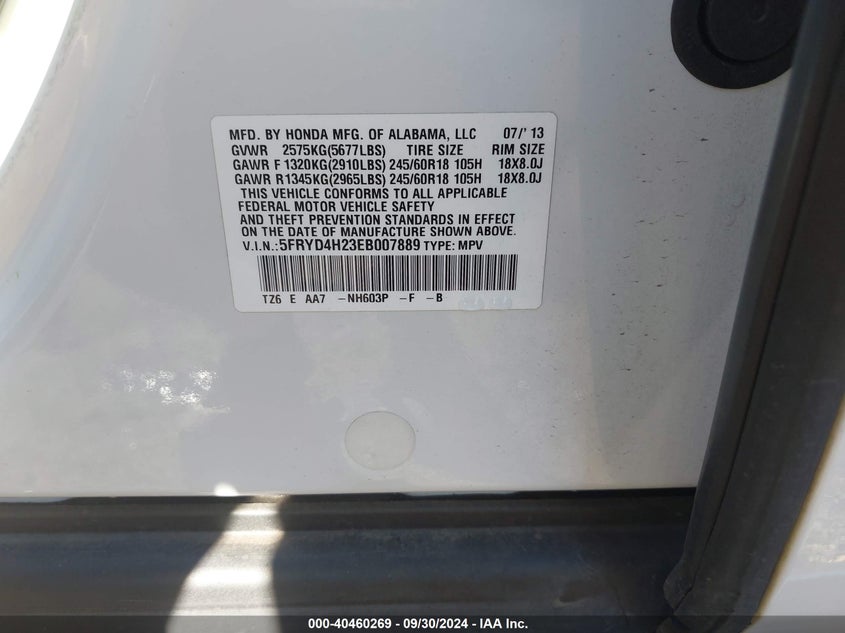 MFD. BY HONDA MFG. OF ALABAMA, LLC 07/'13
GVWR 2575KG(5677LBS) TIRE SIZE RIM SIZE
GAWR F 1320KG(2910LBS) 245/60R18 105H 18X8.0J
GAWR R1345KG(2965LBS) 245/60R18 105H 18X8.0J
THIS VEHICLE CONFORMS TO ALL APPLICABLE
FEDERAL MOTOR VEHICLE SAFETY
AND THEFT PREVENTION STANDARDS IN EFFECT
ON THE DATE OF MANUFACTURE SHOWN ABOVE.
V.I.N.:5FRYD4H23EB007889 TYPE: MPV
TZ6 E AA7 -NH603P -F -B
000-40460269 - 09/30/2024 - IAA Inc.